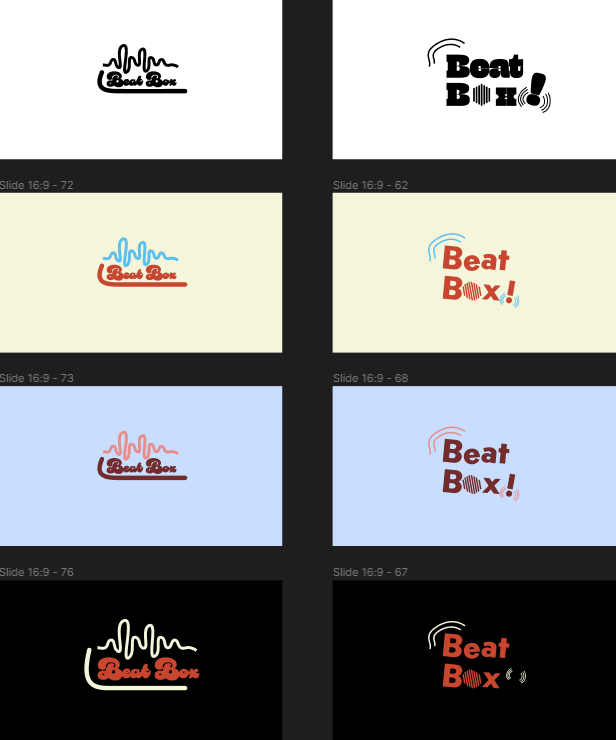 Beat Box
Beat
Box!
Slide 16:9 - 72
Slide 16:9 - 62
Beat Box
Beat
Box!
Slide 16:9 - 73
Slide 16:9 - 68
Beat Box
Beat
Box!
Slide 16:9 - 76
Slide 16:9 - 67
Beat Box
Beat
Box